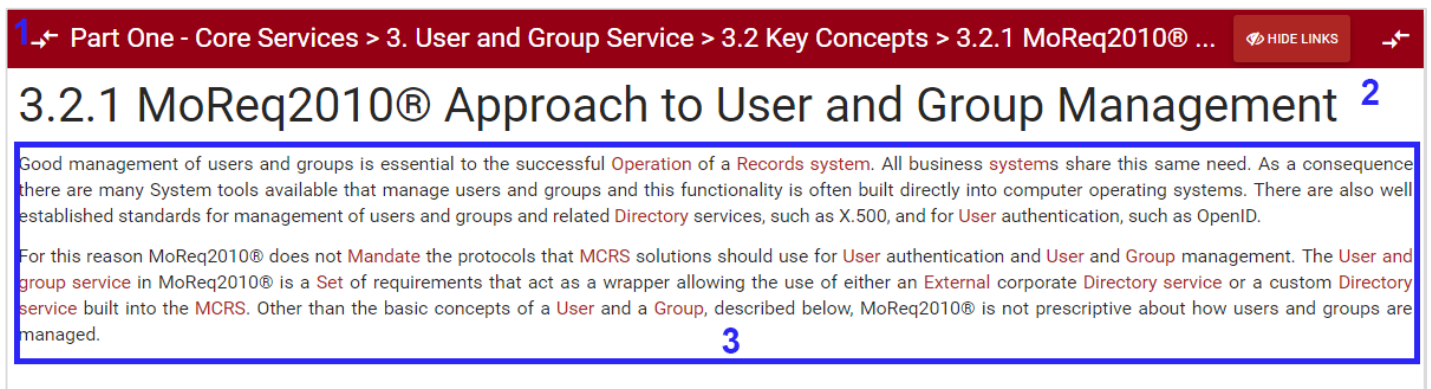 1 Part One - Core Services > 3. User and Group Service > 3.2 Key Concepts > 3.2.1 MoReq2010® ... HIDE LINKS
3.2.1 MoReq2010® Approach to User and Group Management 2
Good management of users and groups is essential to the successful Operation of a Records system. All business systems share this same need. As a consequence
there are many System tools available that manage users and groups and this functionality is often built directly into computer operating systems. There are also well
established standards for management of users and groups and related Directory services, such as X.500, and for User authentication, such as OpenID.
For this reason MoReq2010® does not Mandate the protocols that MCRS solutions should use for User authentication and User and Group management. The User and
group service in MoReq2010® is a Set of requirements that act as a wrapper allowing the use of either an External corporate Directory service or a custom Directory
service built into the MCRS. Other than the basic concepts of a User and a Group, described below, MoReq2010® is not prescriptive about how users and groups are
managed.
3